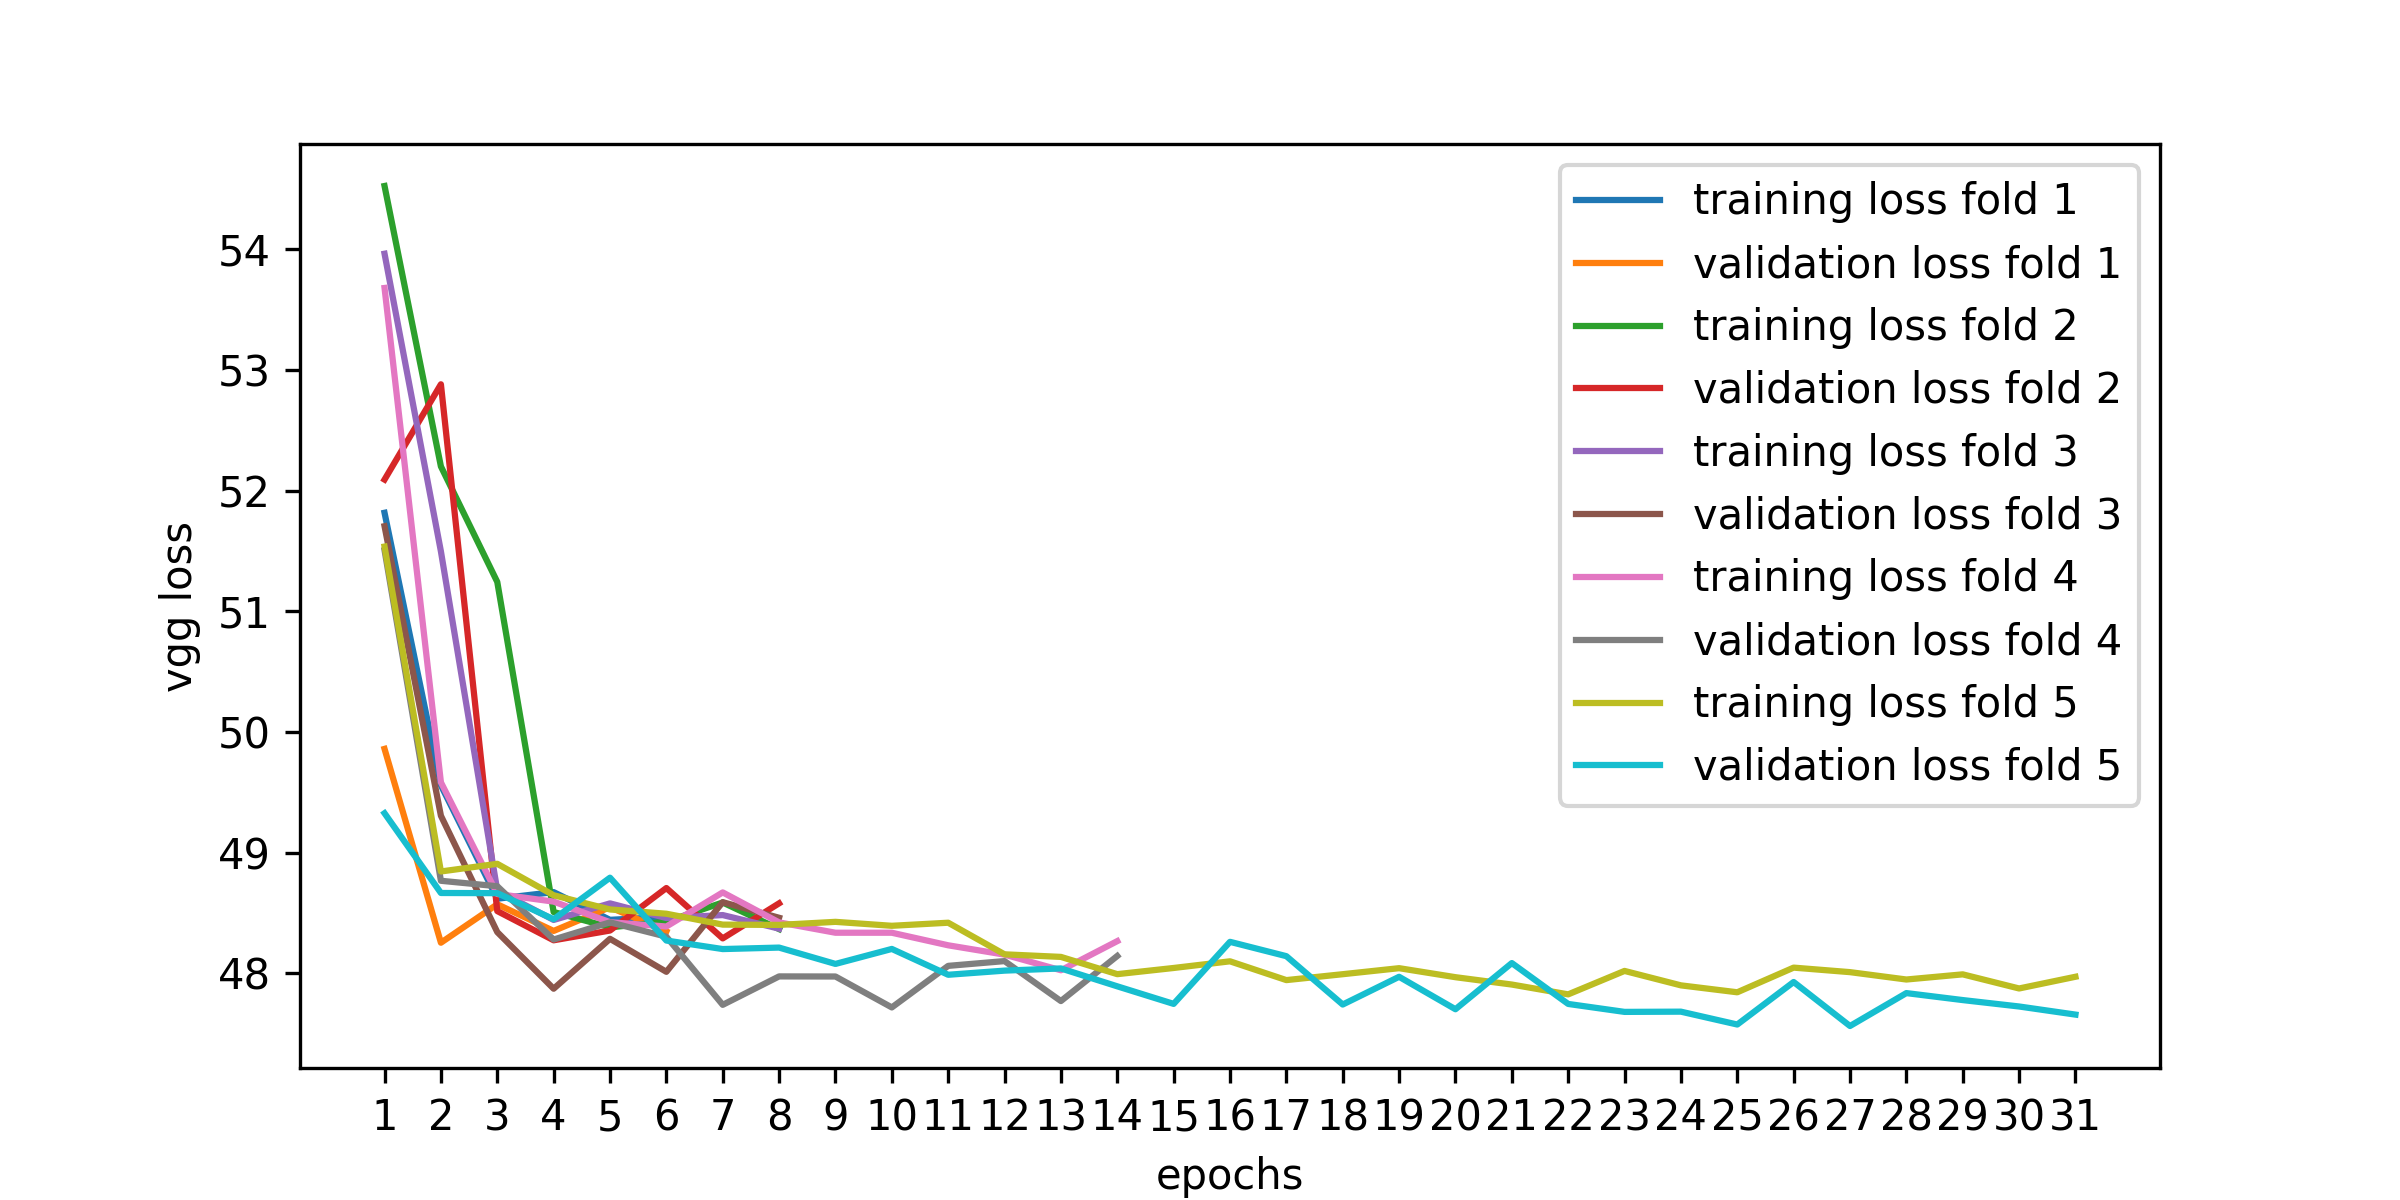 54
53
52
51
50
49
48
vgg loss
training loss fold 1
validation loss fold 1
training loss fold 2
validation loss fold 2
training loss fold 3
validation loss fold 3
training loss fold 4
validation loss fold 4
training loss fold 5
validation loss fold 5
1 2 3 4 5 6 7 8 9 10 11 12 13 14 15 16 17 18 19 20 21 22 23 24 25 26 27 28 29 30 31
epochs